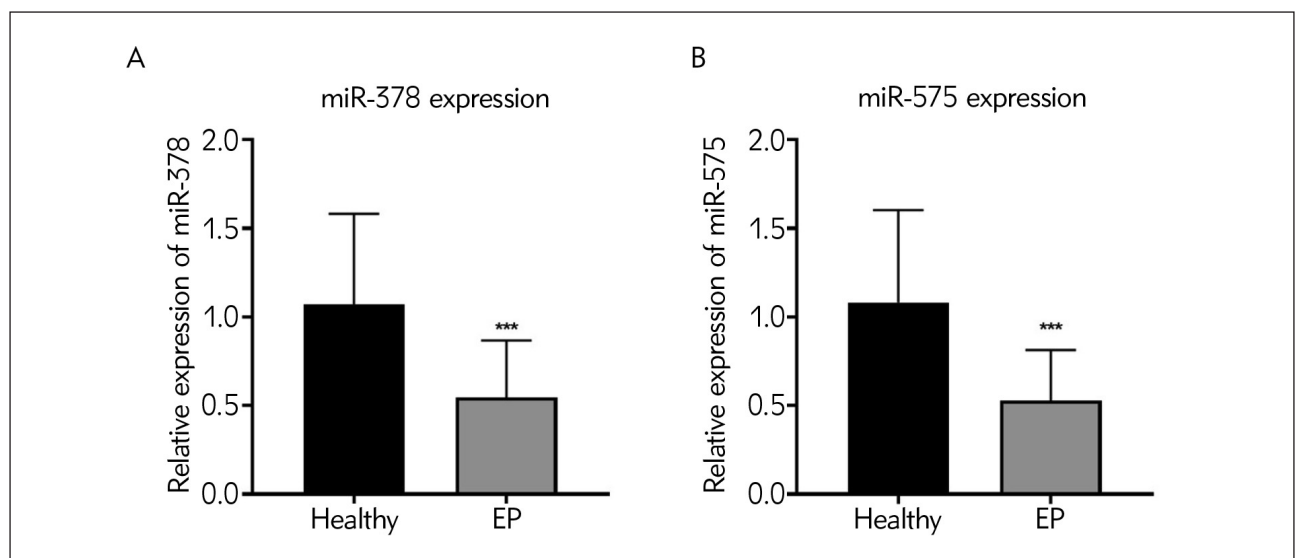 A
miR-378 expression
Relative expression of miR-378
2.0
1.5
1.0
0.5
0.0
***
Healthy
EP
B
miR-575 expression
Relative expression of miR-575
2.0
1.5
1.0
0.5
0.0
***
Healthy
EP